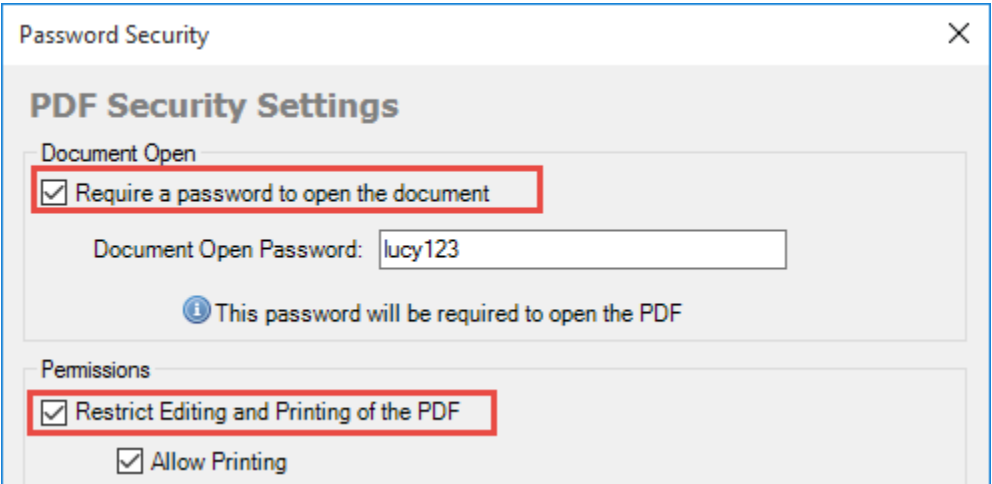 Password Security
PDF Security Settings
Document Open
Require a password to open the document
Document Open Password: lucy123
This password will be required to open the PDF
Permissions
Restrict Editing and Printing of the PDF
Allow Printing